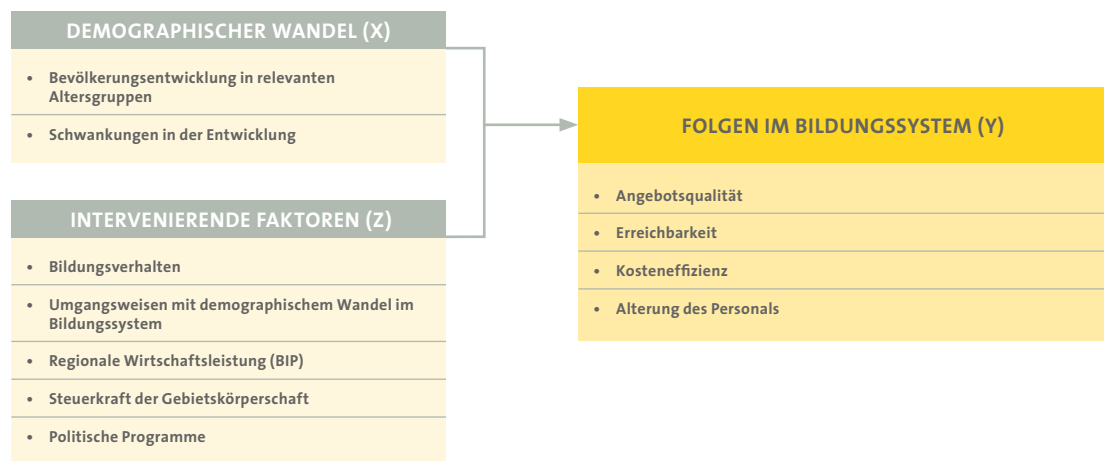 DEMOGRAPHISCHER WANDEL (X)
• Bevölkerungsentwicklung in relevanten
Altersgruppen
• Schwankungen in der Entwicklung
INTERVENIERENDE FAKTOREN (Z)
• Bildungsverhalten
• Umgangsweisen mit demographischem Wandel im
Bildungssystem
• Regionale Wirtschaftsleistung (BIP)
• Steuerkraft der Gebietskörperschaft
• Politische Programme
FOLGEN IM BILDUNGSSYSTEM (Y)
• Angebotsqualität
• Erreichbarkeit
• Kosteneffizienz
• Alterung des Personals